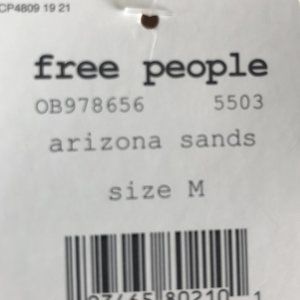 CP4809 19 21
free people
OB978656 5503
arizona sands
size M